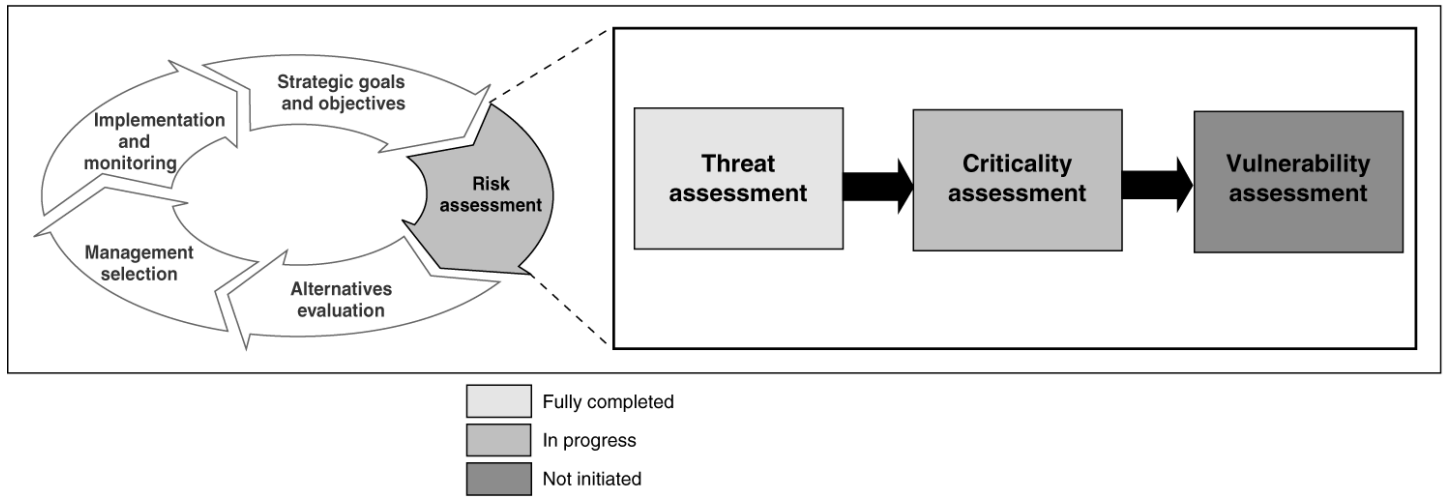 Strategic goals
and objectives
Implementation
and
monitoring
Risk
assessment
Management
selection
Alternatives
evaluation
Threat
assessment
Criticality
assessment
Vulnerability
assessment
Fully completed
In progress
Not initiated